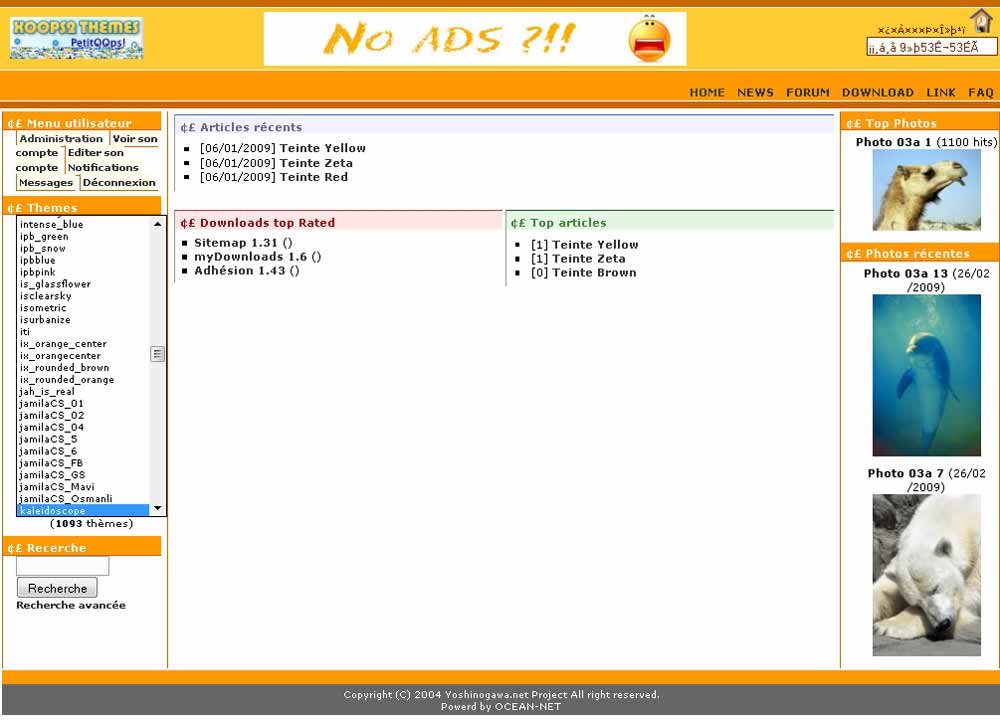 XOOPS2 THEMES
PetitOOps!
No ADS ?!!
¡¡¸á¸å 9»þ53Ê¬53ÉÃ
HOME NEWS FORUM DOWNLOAD LINK FAQ
¢£ Menu utilisateur
Administration Voir son
compte Editer son
compte Notifications
Messages Déconnexion
¢£ Themes
intense_blue
ipb_green
ipb_snow
ipbblue
ipbpink
is_glassflower
isclearsky
isometric
isurbanize
iti
ix_orange_center
ix_orangecenter
ix_rounded_brown
ix_rounded_orange
jah_is_real
jamilaCS_01
jamilaCS_02
jamilaCS_04
jamilaCS_5
jamilaCS_6
jamilaCS_FB
jamilaCS_GS
jamilaCS_Mavi
jamilaCS_Osmanli
kaleidoscope
(1093 thèmes)
¢£ Recerche
Recherche
Recherche avancée
¢£ Articles récents
[06/01/2009] Teinte Yellow
[06/01/2009] Teinte Zeta
[06/01/2009] Teinte Red
¢£ Downloads top Rated
Sitemap 1.31 ()
myDownloads 1.6 ()
Adhésion 1.43 ()
¢£ Top articles
[1] Teinte Yellow
[1] Teinte Zeta
[0] Teinte Brown
¢£ Top Photos
Photo 03a 1 (1100 hits)
¢£ Photos récentes
Photo 03a 13 (26/02
/2009)
Photo 03a 7 (26/02
/2009)
Copyright (C) 2004 Yoshinogawa.net Project All right reserved.
Powerd by OCEAN-NET